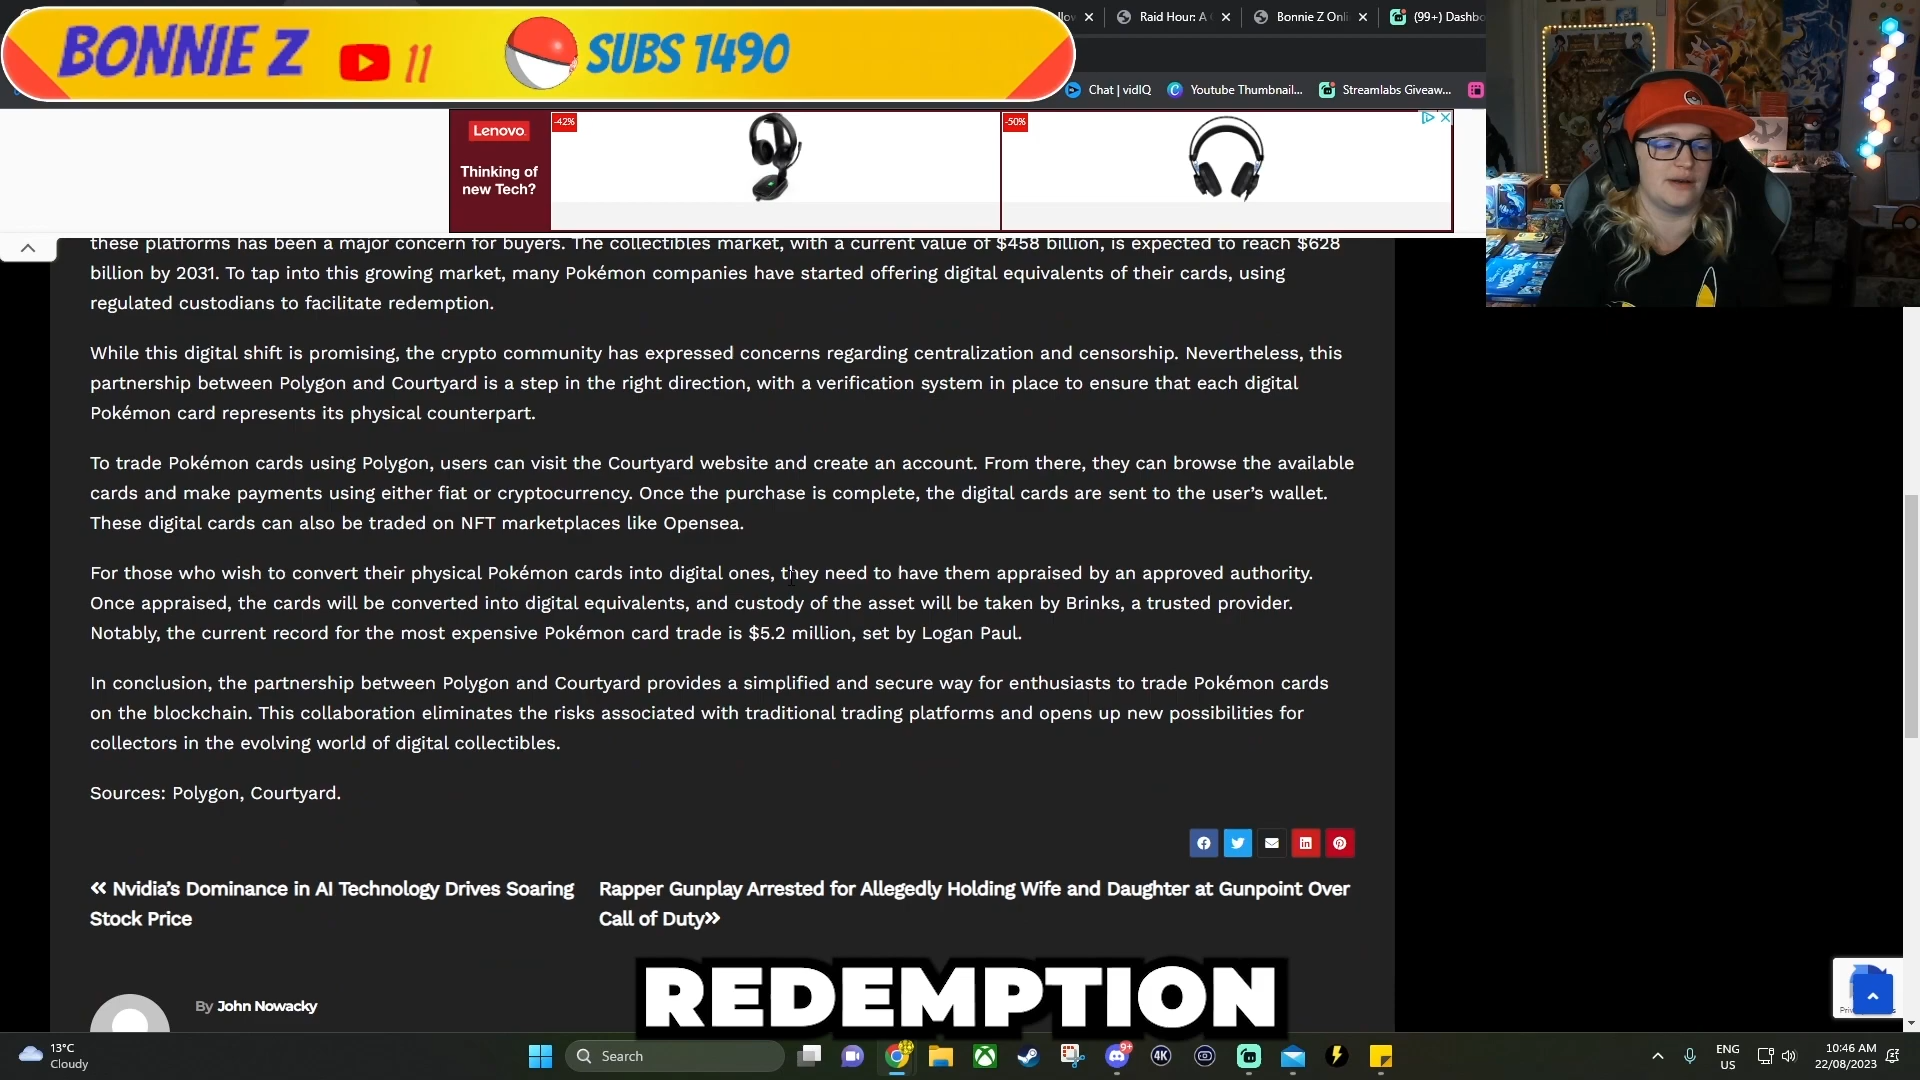 BONNIE Z 11 SUBS 1490
Raid Hour: A
Bonnie Z Onli
(99+) Dashbo
Chat | vidIQ
Youtube Thumbnail...
Streamlabs Giveaw...
Lenovo
Thinking of
new Tech?
-42%
-50%
these platforms has been a major concern for buyers. The collectibles market, with a current value of $458 billion, is expected to reach $628
billion by 2031. To tap into this growing market, many Pokémon companies have started offering digital equivalents of their cards, using
regulated custodians to facilitate redemption.
While this digital shift is promising, the crypto community has expressed concerns regarding centralization and censorship. Nevertheless, this
partnership between Polygon and Courtyard is a step in the right direction, with a verification system in place to ensure that each digital
Pokémon card represents its physical counterpart.
To trade Pokémon cards using Polygon, users can visit the Courtyard website and create an account. From there, they can browse the available
cards and make payments using either fiat or cryptocurrency. Once the purchase is complete, the digital cards are sent to the user’s wallet.
These digital cards can also be traded on NFT marketplaces like Opensea.
For those who wish to convert their physical Pokémon cards into digital ones, they need to have them appraised by an approved authority.
Once appraised, the cards will be converted into digital equivalents, and custody of the asset will be taken by Brinks, a trusted provider.
Notably, the current record for the most expensive Pokémon card trade is $5.2 million, set by Logan Paul.
In conclusion, the partnership between Polygon and Courtyard provides a simplified and secure way for enthusiasts to trade Pokémon cards
on the blockchain. This collaboration eliminates the risks associated with traditional trading platforms and opens up new possibilities for
collectors in the evolving world of digital collectibles.
Sources: Polygon, Courtyard.
« Nvidia’s Dominance in AI Technology Drives Soaring
Stock Price
Rapper Gunplay Arrested for Allegedly Holding Wife and Daughter at Gunpoint Over
Call of Duty»
By John Nowacky
REDEMPTION
13°C
Cloudy
Search
9+
4K
ENG
US
10:46 AM
22/08/2023